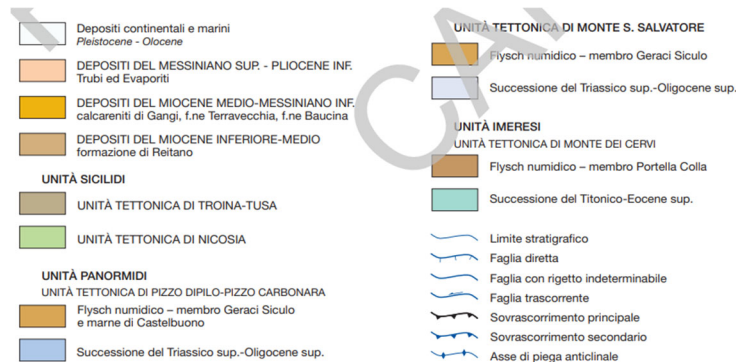 Depositi continentali e marini
Pleistocene - Olocene
DEPOSITI DEL MESSINIANO SUP. - PLIOCENE INF.
Trubi ed Evaporiti
DEPOSITI DEL MIOCENE MEDIO-MESSINIANO INF.
calcareniti di Gangi, f.ne Terravecchia, f.ne Baucina
DEPOSITI DEL MIOCENE INFERIORE-MEDIO
formazione di Reitano
UNITÀ SICILIDI
UNITÀ TETTONICA DI TROINA-TUSA
UNITÀ TETTONICA DI NICOSIA
UNITÀ PANORMIDI
UNITÀ TETTONICA DI PIZZO DIPILO-PIZZO CARBONARA
Flysch numidico – membro Geraci Siculo
e marne di Castelbuono
Successione del Triassico sup.-Oligocene sup.
UNITÀ TETTONICA DI MONTE S. SALVATORE
Flysch numidico – membro Geraci Siculo
Successione del Triassico sup.-Oligocene sup.
UNITÀ IMERESI
UNITÀ TETTONICA DI MONTE DEI CERVI
Flysch numidico – membro Portella Colla
Successione del Titonico-Eocene sup.
Limite stratigrafico
Faglia diretta
Faglia con rigetto indeterminabile
Faglia trascorrente
Sovrascorrimento principale
Sovrascorrimento secondario
Asse di piega anticlinale